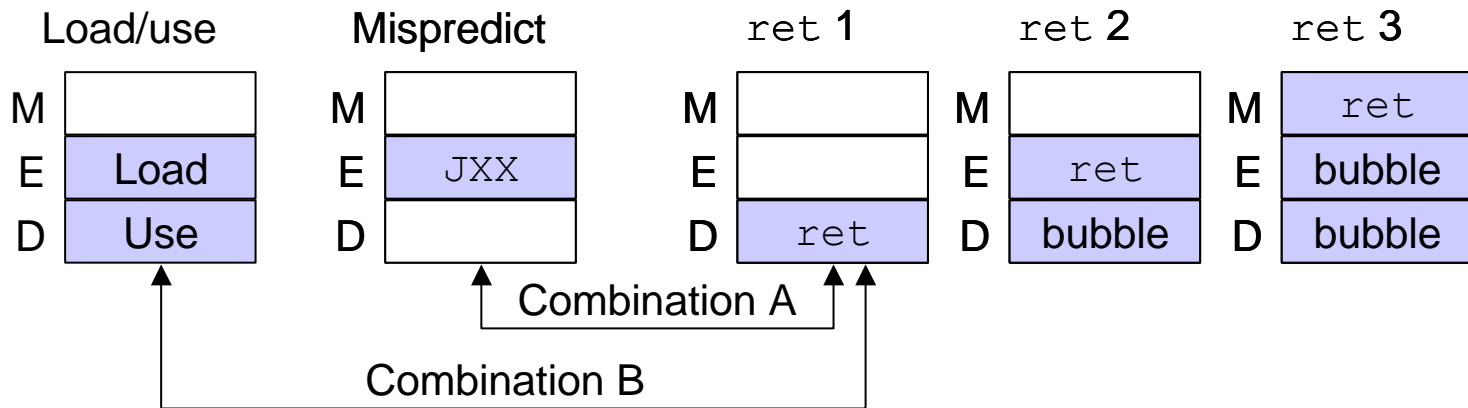 Load/use Mispredict ret 1 ret 2 ret 3
M M M M M ret
E Load E JXX E E ret E bubble
D Use D D ret D bubble D bubble
Combination A
Combination B